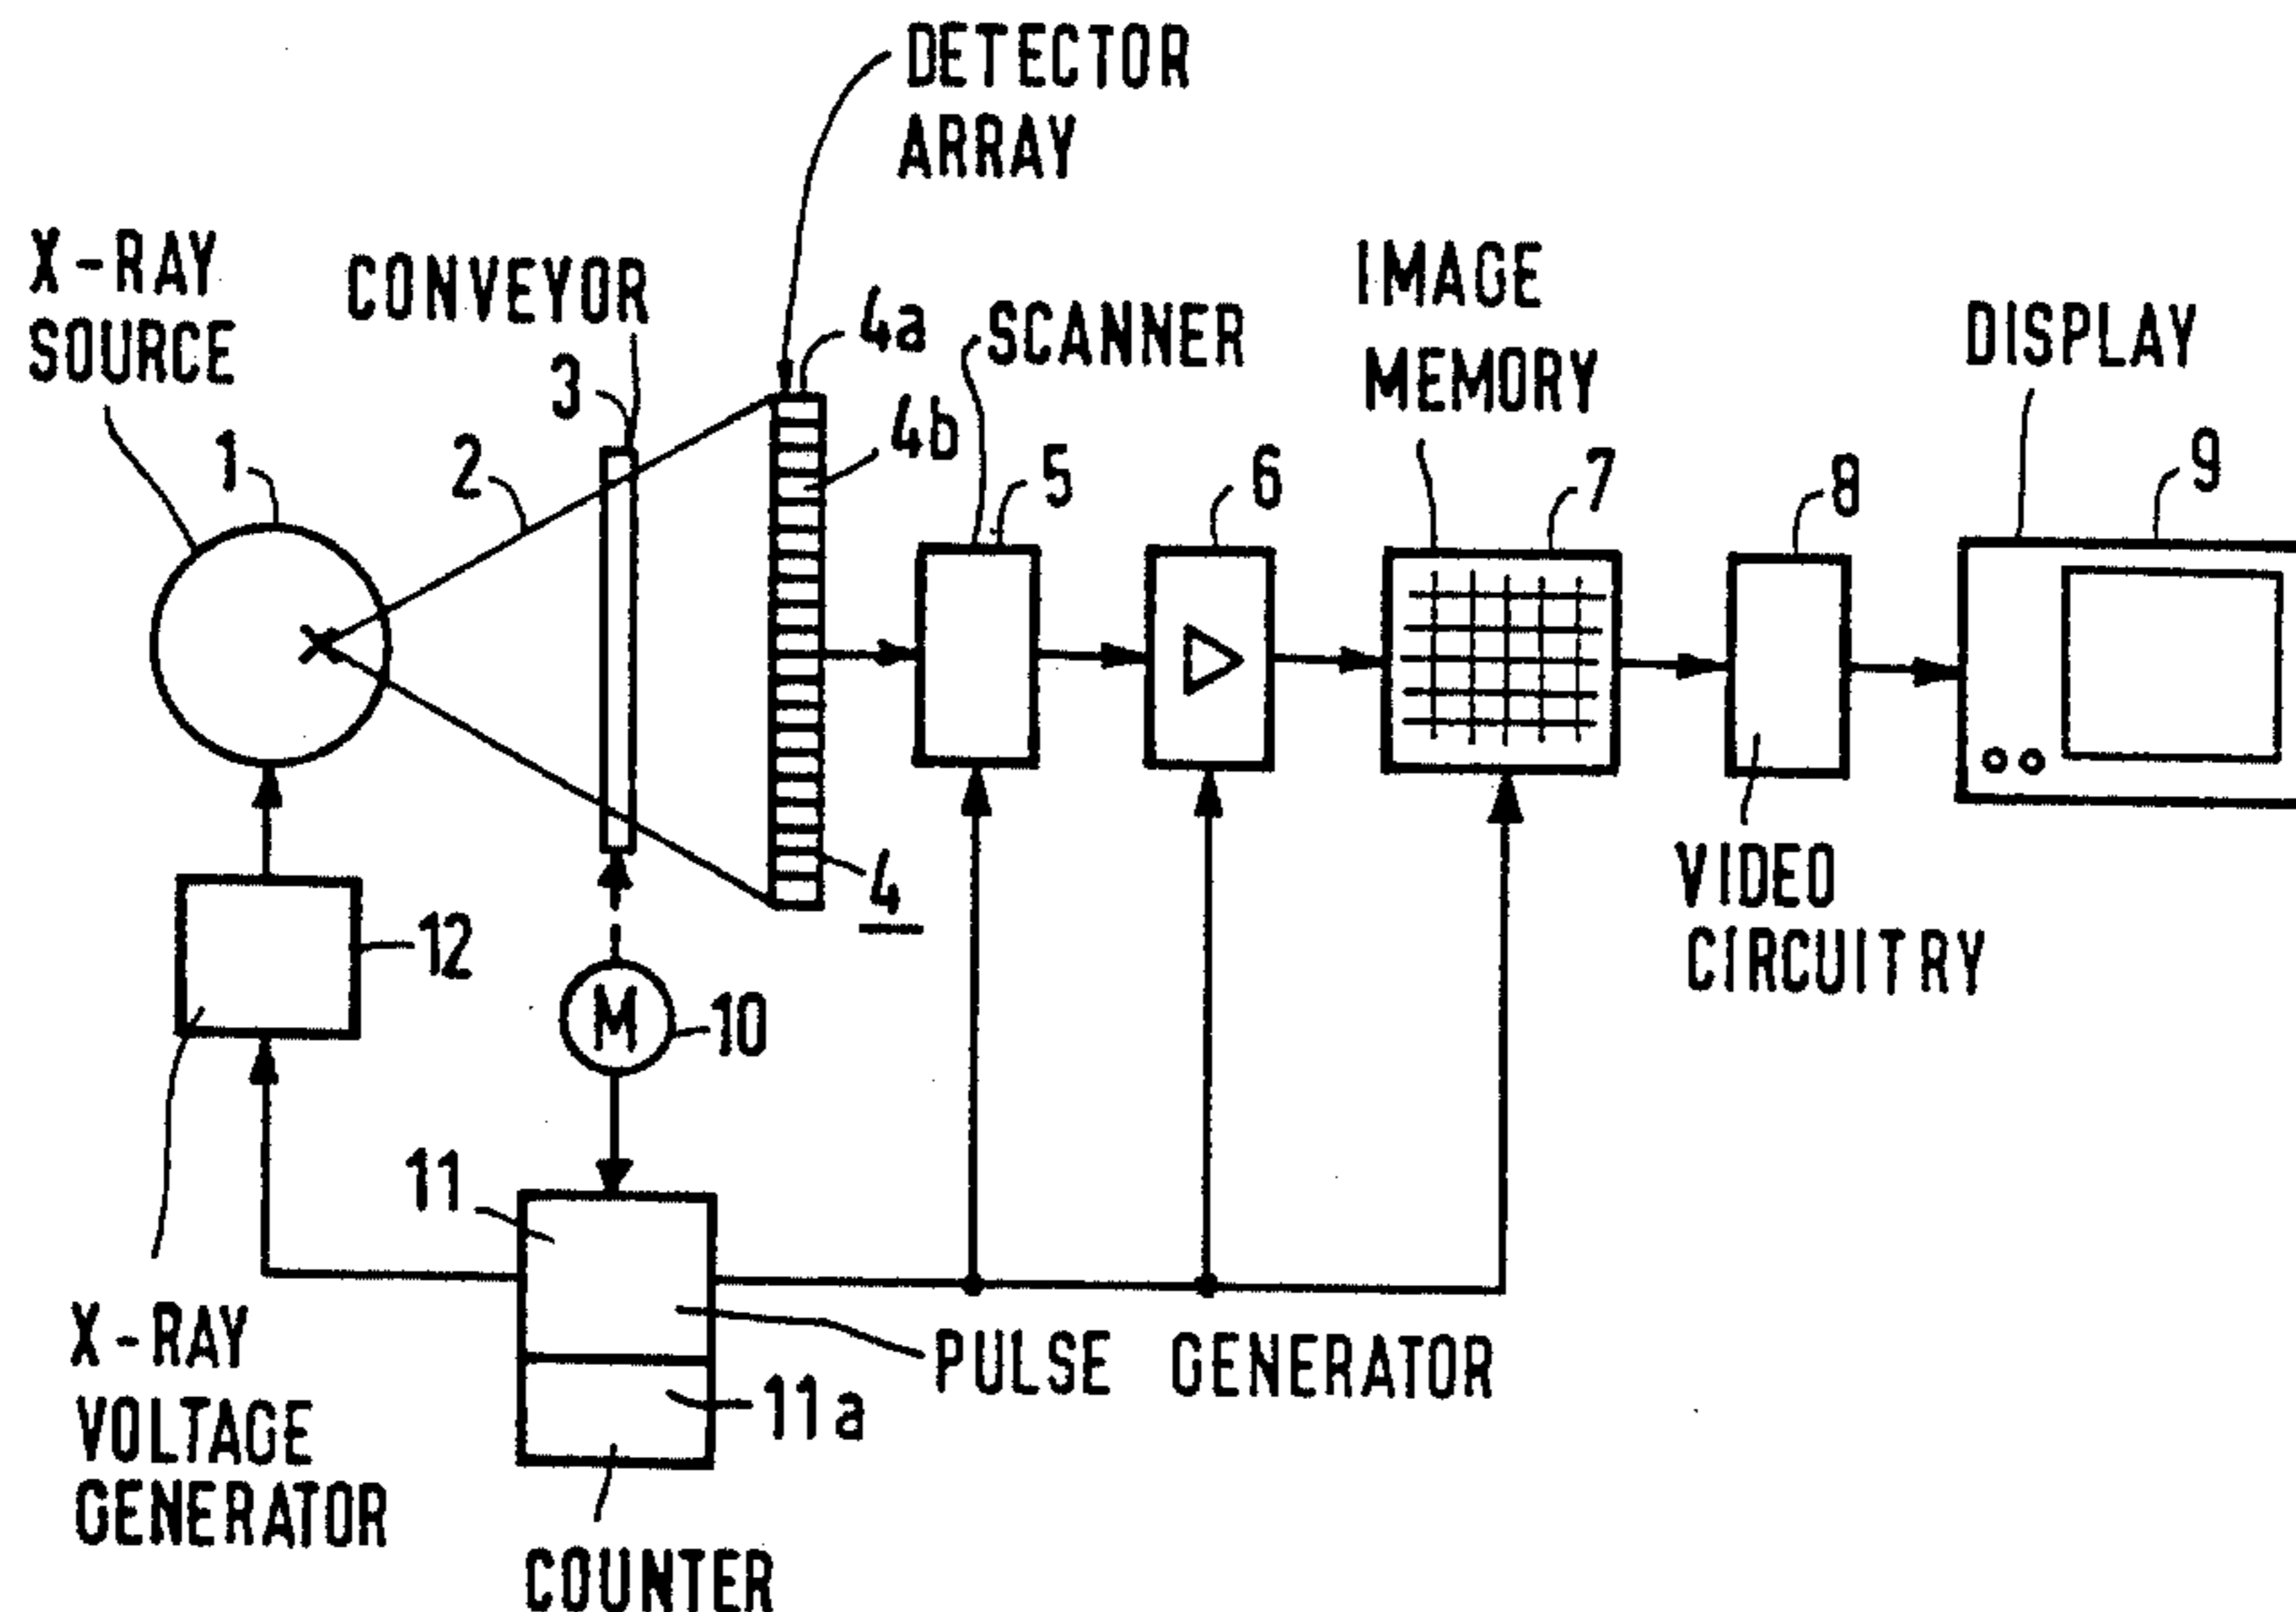 DETECTOR
ARRAY
X-RAY
SOURCE
CONVEYOR
4a
SCANNER
IMAGE
MEMORY
DISPLAY
1
2
3
4b
5
6
7
8
9
4
VIDEO
CIRCUITRY
12
M
10
11
X-RAY
VOLTAGE
GENERATOR
PULSE GENERATOR
11a
COUNTER